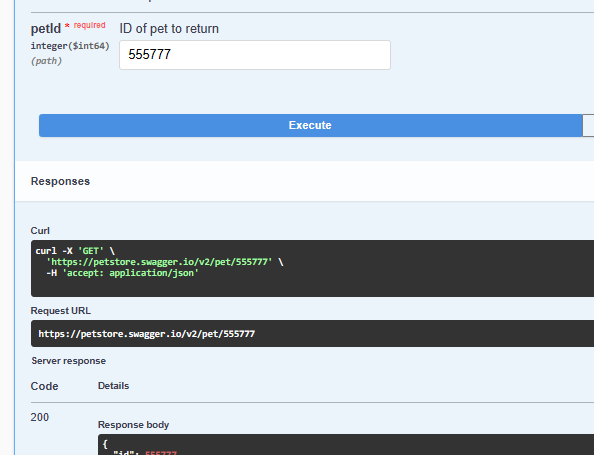 petId * required
ID of pet to return
integer($int64)
(path)
555777
Execute
Responses
Curl
curl -X 'GET' \
  'https://petstore.swagger.io/v2/pet/555777' \
  -H 'accept: application/json'
Request URL
https://petstore.swagger.io/v2/pet/555777
Server response
Code Details
200
Response body
{
"id": 555777